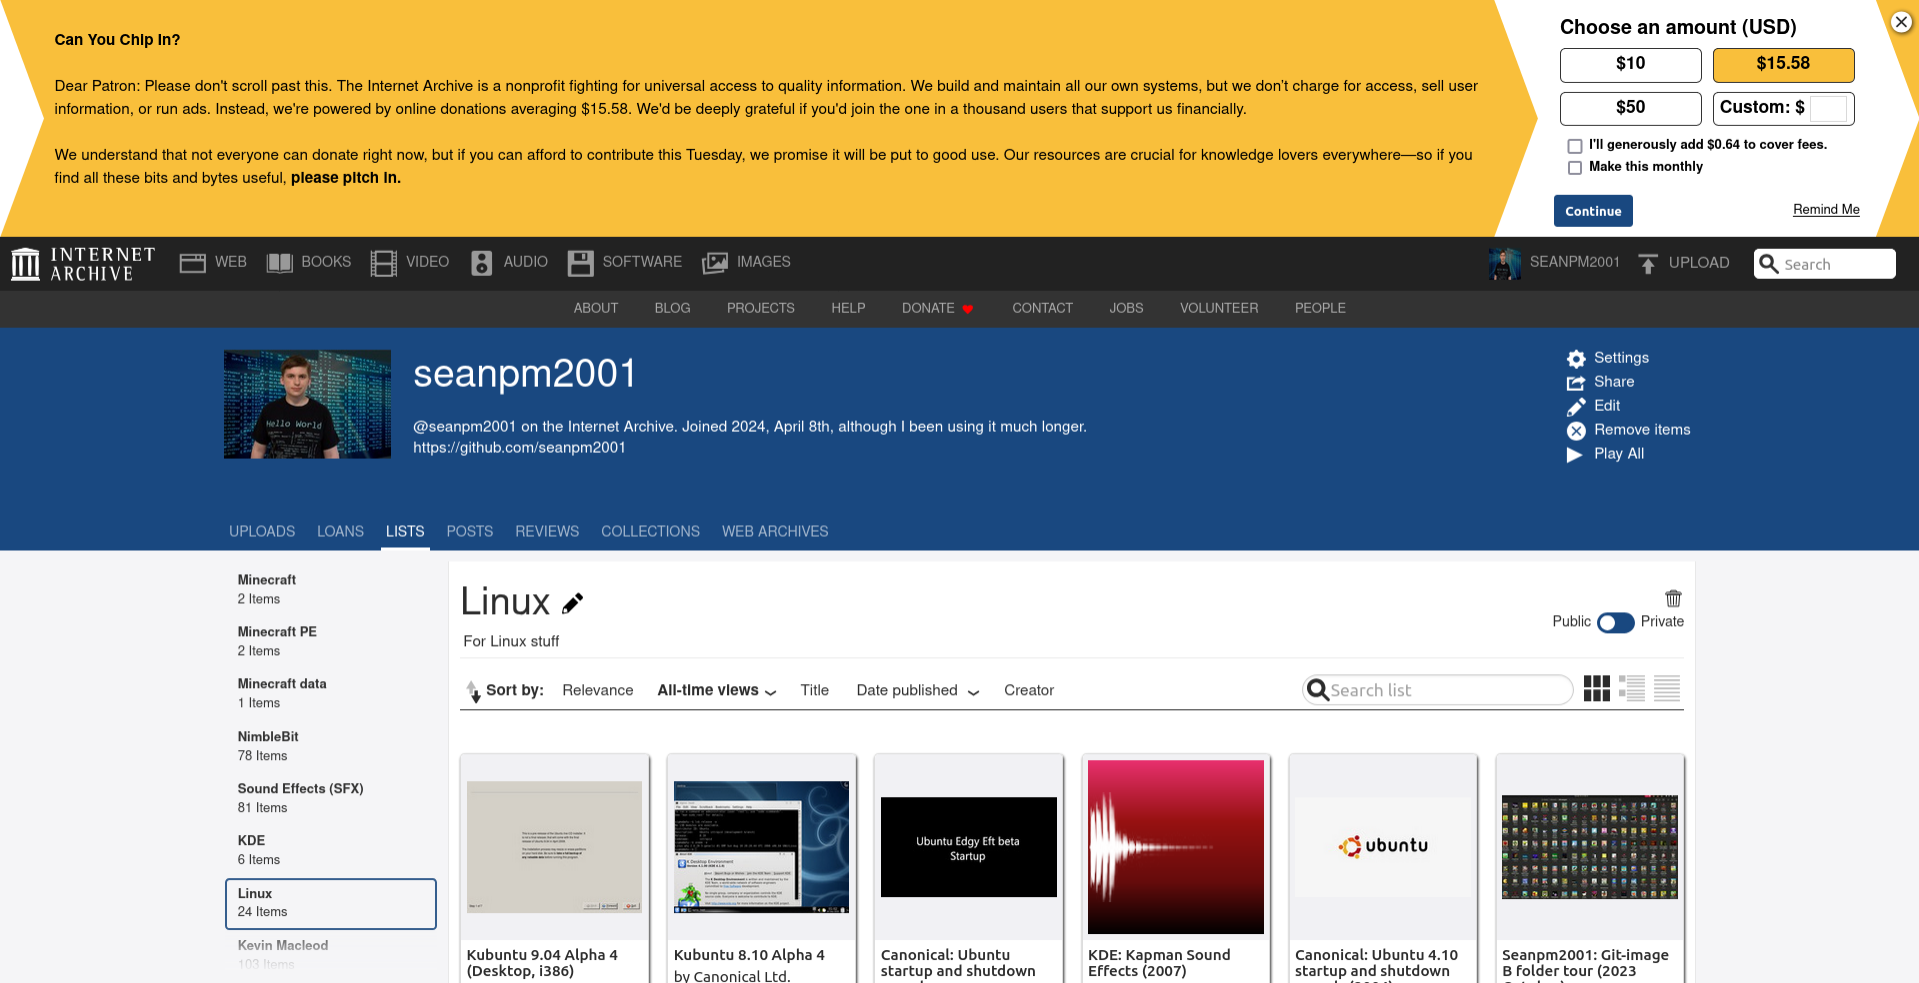 Can You Chip In?
Dear Patron: Please don't scroll past this. The Internet Archive is a nonprofit fighting for universal access to quality information. We build and maintain all our own systems, but we don't charge for access, sell user
information, or run ads. Instead, we're powered by online donations averaging $15.58. We'd be deeply grateful if you'd join the one in a thousand users that support us financially.
We understand that not everyone can donate right now, but if you can afford to contribute this Tuesday, we promise it will be put to good use. Our resources are crucial for knowledge lovers everywhere—so if you
find all these bits and bytes useful, please pitch in.
Choose an amount (USD)
$10 $15.58
$50 Custom: $
I'll generously add $0.64 to cover fees.
Make this monthly
Continue Remind Me
INTERNET ARCHIVE WEB BOOKS VIDEO AUDIO SOFTWARE IMAGES SEANPM2001 UPLOAD Search
ABOUT BLOG PROJECTS HELP DONATE CONTACT JOBS VOLUNTEER PEOPLE
Hello World
seanpm2001
@seanpm2001 on the Internet Archive. Joined 2024, April 8th, although I been using it much longer.
https://github.com/seanpm2001
Settings
Share
Edit
Remove items
Play All
UPLOADS LOANS LISTS POSTS REVIEWS COLLECTIONS WEB ARCHIVES
Minecraft
2 Items
Minecraft PE
2 Items
Minecraft data
1 Items
NimbleBit
78 Items
Sound Effects (SFX)
81 Items
KDE
6 Items
Linux
24 Items
Kevin Macleod
103 Items
Linux
For Linux stuff
Public Private
Sort by: Relevance All-time views Title Date published Creator Search list
Ubuntu Edgy Eft beta
Startup
ubuntu
Kubuntu 9.04 Alpha 4
(Desktop, i386)
Kubuntu 8.10 Alpha 4
by Canonical Ltd.
Canonical: Ubuntu
startup and shutdown
KDE: Kapman Sound
Effects (2007)
Canonical: Ubuntu 4.10
startup and shutdown
Seanpm2001: Git-image
B folder tour (2023